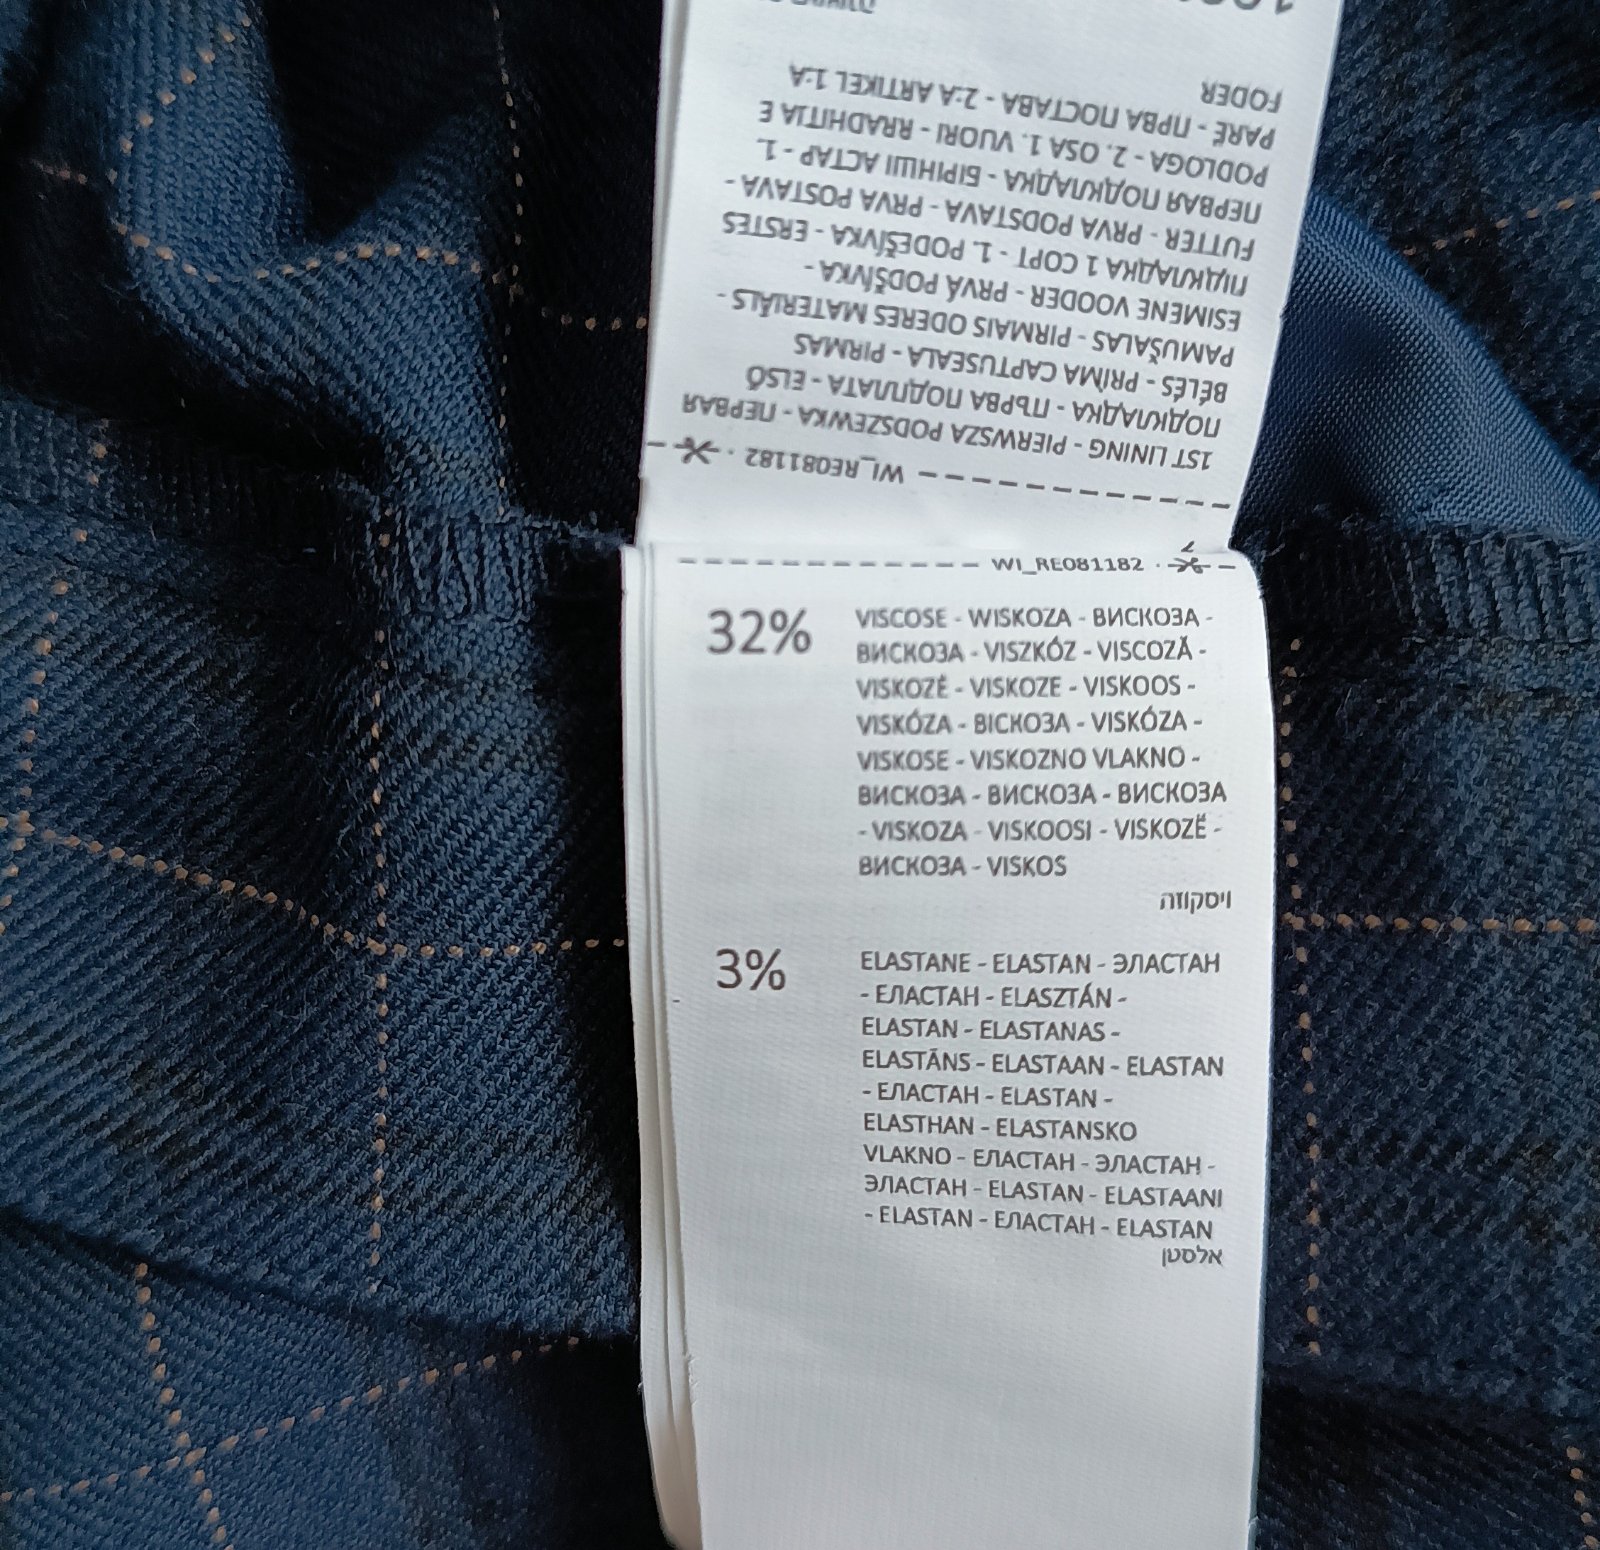 1ST LINING - PIERWSZA PODSZEWKA - ПЕРВАЯ
ПОДКЛАДКА - ПЪРВА ПОДПЛАТА - ELSŐ
BÉLÉS - PRIMA CAPTUSEALA - PIRMAS
PAMUŠALAS - PIRMAIS ODERES MATERIĀLS -
ESIMENE VOODER - PRVÁ PODŠÍVKA -
ПІДКЛАДКА 1 СОРТ - 1. PODEŠÍVKA - ERSTES
FUTTER - PRVA PODSTAVA - PRVA POSTAVA -
ПЕРВАЯ ПОДКЛАДКА - БІРІНШІ АСТАР - 1.
PODLOGA - 2. OSA 1. VUORI - RRADHITJA E
PARË - ПРВА ПОСТАВА - 2:A ARTIKEL 1:A
FODER
WI_RE081182
WI_RE081182
32% VISCOSE - WISKOZA - ВИСКОЗА -
ВИСКОЗА - VISZKÓZ - VISCOZĂ -
VISKOZĖ - VISKOZE - VISKOOS -
VISKÓZA - ВІСКОЗА - VISKÓZA -
VISKOSE - VISKOZNO VLAKNO -
ВИСКОЗА - ВИСКОЗА - ВИСКОЗА
- VISKOZA - VISKOOSI - VISKOZË -
ВИСКОЗА - VISKOS
ויסקוזה
3% ELASTANE - ELASTAN - ЭЛАСТАН
- ЕЛАСТАН - ELASZTÁN -
ELASTAN - ELASTANAS -
ELASTĀNS - ELASTAAN - ELASTAN
- ЕЛАСТАН - ELASTAN -
ELASTHAN - ELASTANSKO
VLAKNO - ЕЛАСТАН - ЭЛАСТАН -
ЭЛАСТАН - ELASTAN - ELASTAANI
- ELASTAN - ЕЛАСТАН - ELASTAN
אלסטן